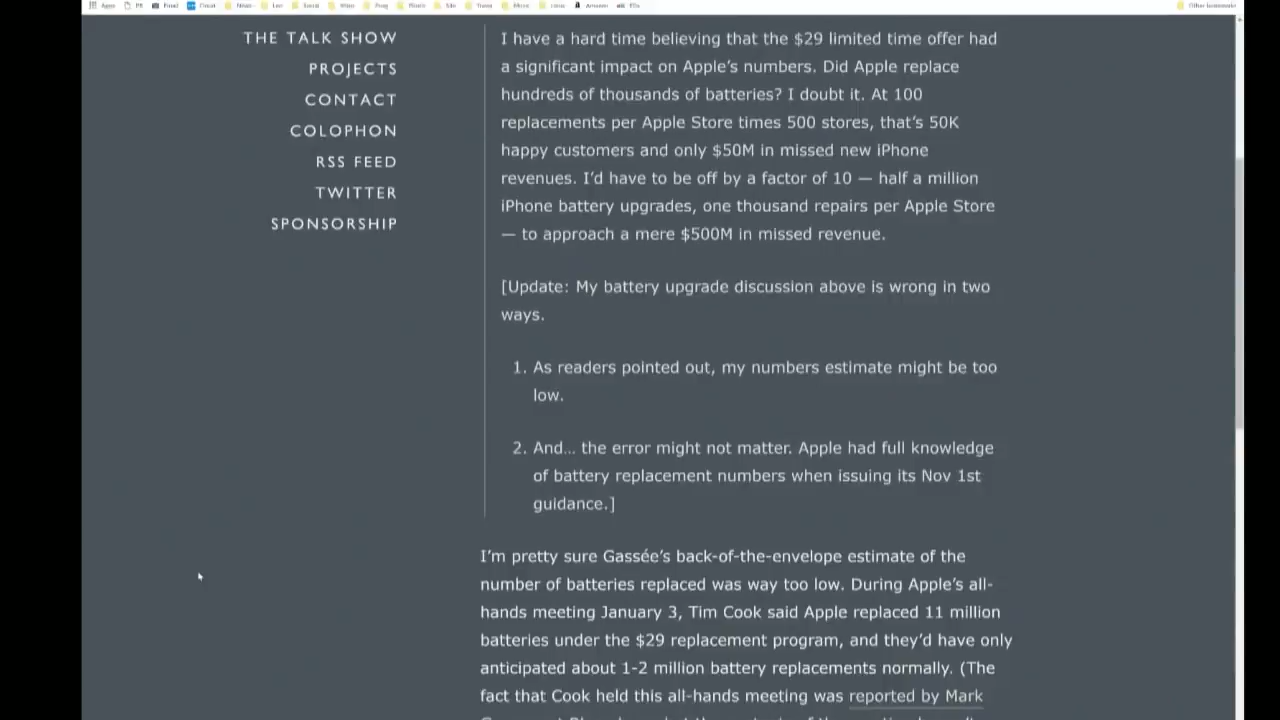 Apps
Other bookmarks
THE TALK SHOW
PROJECTS
CONTACT
COLOPHON
RSS FEED
TWITTER
SPONSORSHIP
I have a hard time believing that the $29 limited time offer had
a significant impact on Apple’s numbers. Did Apple replace
hundreds of thousands of batteries? I doubt it. At 100
replacements per Apple Store times 500 stores, that’s 50K
happy customers and only $50M in missed new iPhone
revenues. I’d have to be off by a factor of 10 — half a million
iPhone battery upgrades, one thousand repairs per Apple Store
— to approach a mere $500M in missed revenue.
[Update: My battery upgrade discussion above is wrong in two
ways.
1. As readers pointed out, my numbers estimate might be too
low.
2. And… the error might not matter. Apple had full knowledge
of battery replacement numbers when issuing its Nov 1st
guidance.]
I’m pretty sure Gassée’s back-of-the-envelope estimate of the
number of batteries replaced was way too low. During Apple’s all-
hands meeting January 3, Tim Cook said Apple replaced 11 million
batteries under the $29 replacement program, and they’d have only
anticipated about 1-2 million battery replacements normally. (The
fact that Cook held this all-hands meeting was reported by Mark